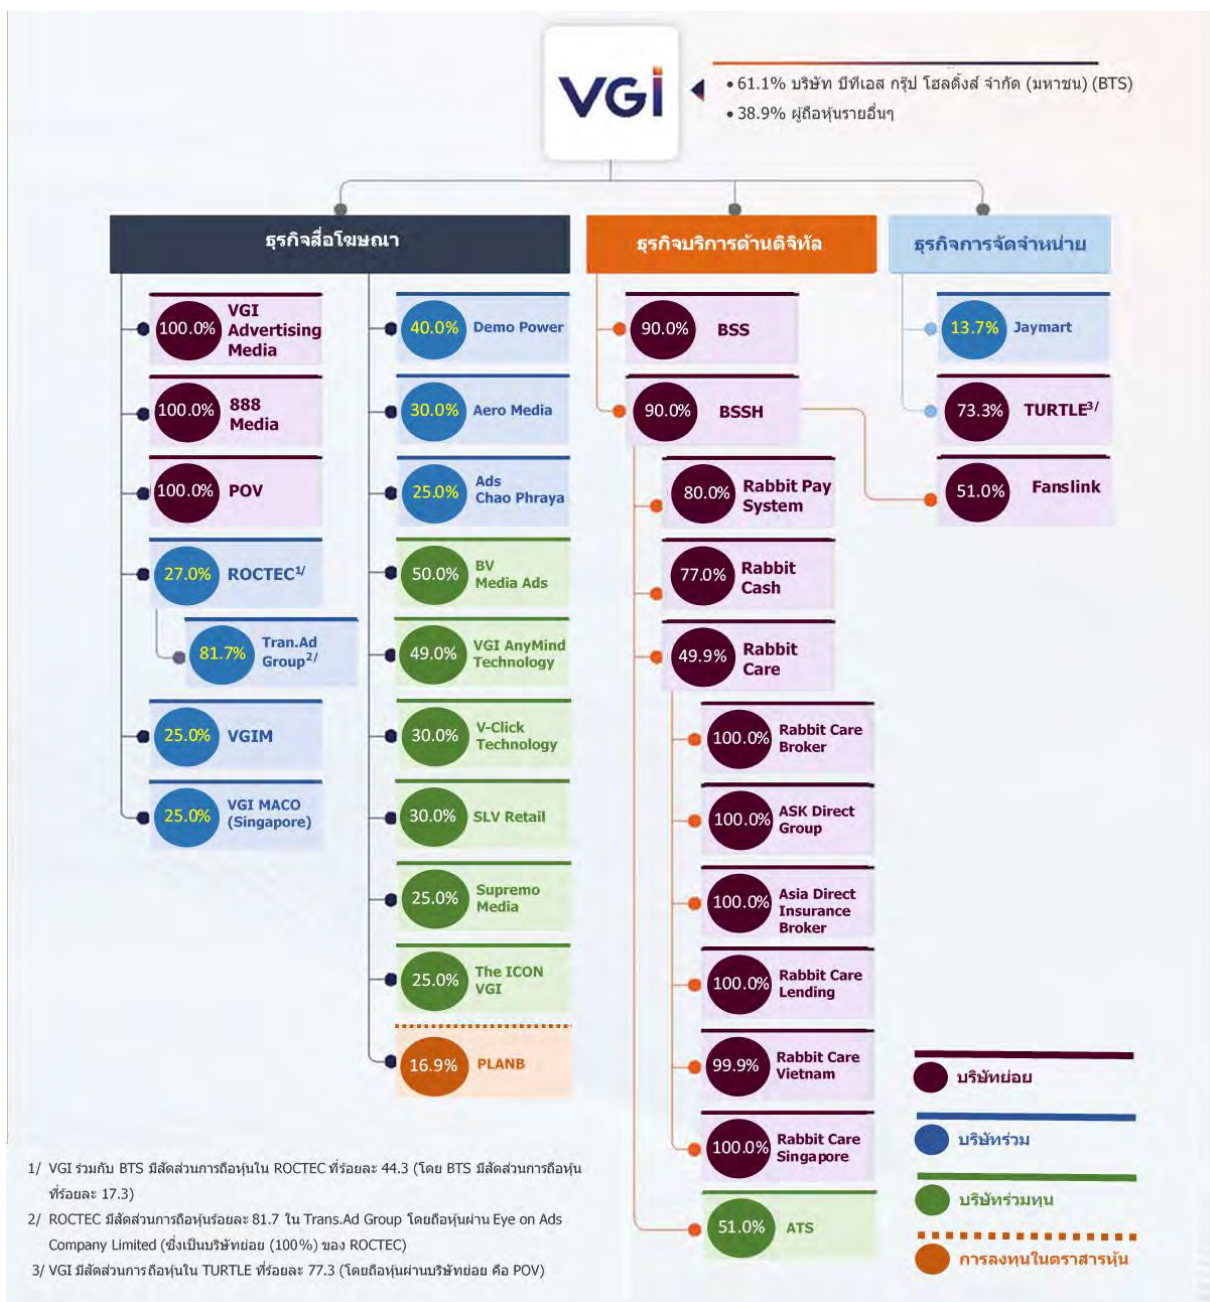 VGI
• 61.1% บริษัท บีทีเอส กรุ๊ป โฮลดิ้งส์ จำกัด (มหาชน) (BTS)
• 38.9% ผู้ถือหุ้นรายอื่นๆ
ธุรกิจสื่อโฆษณา
100.0%
VGI
Advertising
Media
100.0%
888
Media
100.0%
POV
27.0%
ROCTEC1/
81.7%
Tran.Ad
Group2/
25.0%
VGIM
25.0%
VGI MACO
(Singapore)
40.0%
Demo Power
30.0%
Aero Media
25.0%
Ads
Chao Phraya
50.0%
BV
Media Ads
49.0%
VGI AnyMind
Technology
30.0%
V-Click
Technology
30.0%
SLV Retail
25.0%
Supremo
Media
25.0%
The ICON
VGI
16.9%
PLANB
ธุรกิจบริการด้านดิจิทัล
90.0%
BSS
90.0%
BSSH
80.0%
Rabbit Pay
System
77.0%
Rabbit
Cash
49.9%
Rabbit
Care
100.0%
Rabbit Care
Broker
100.0%
ASK Direct
Group
100.0%
Asia Direct
Insurance
Broker
100.0%
Rabbit Care
Lending
99.9%
Rabbit Care
Vietnam
100.0%
Rabbit Care
Singapore
51.0%
ATS
ธุรกิจการจัดจำหน่าย
13.7%
Jaymart
73.3%
TURTLE3/
51.0%
Fanslink
บริษัทย่อย
บริษัทร่วม
บริษัทร่วมทุน
การลงทุนในตราสารหุ้น
1/ VGI ร่วมกับ BTS มีสัดส่วนการถือหุ้นใน ROCTEC ที่ร้อยละ 44.3 (โดย BTS มีสัดส่วนการถือหุ้น
ที่ร้อยละ 17.3)
2/ ROCTEC มีสัดส่วนการถือหุ้นร้อยละ 81.7 ใน Trans.Ad Group โดยถือหุ้นผ่าน Eye on Ads
Company Limited (ซึ่งเป็นบริษัทย่อย (100%) ของ ROCTEC)
3/ VGI มีสัดส่วนการถือหุ้นใน TURTLE ที่ร้อยละ 77.3 (โดยถือหุ้นผ่านบริษัทย่อย คือ POV)